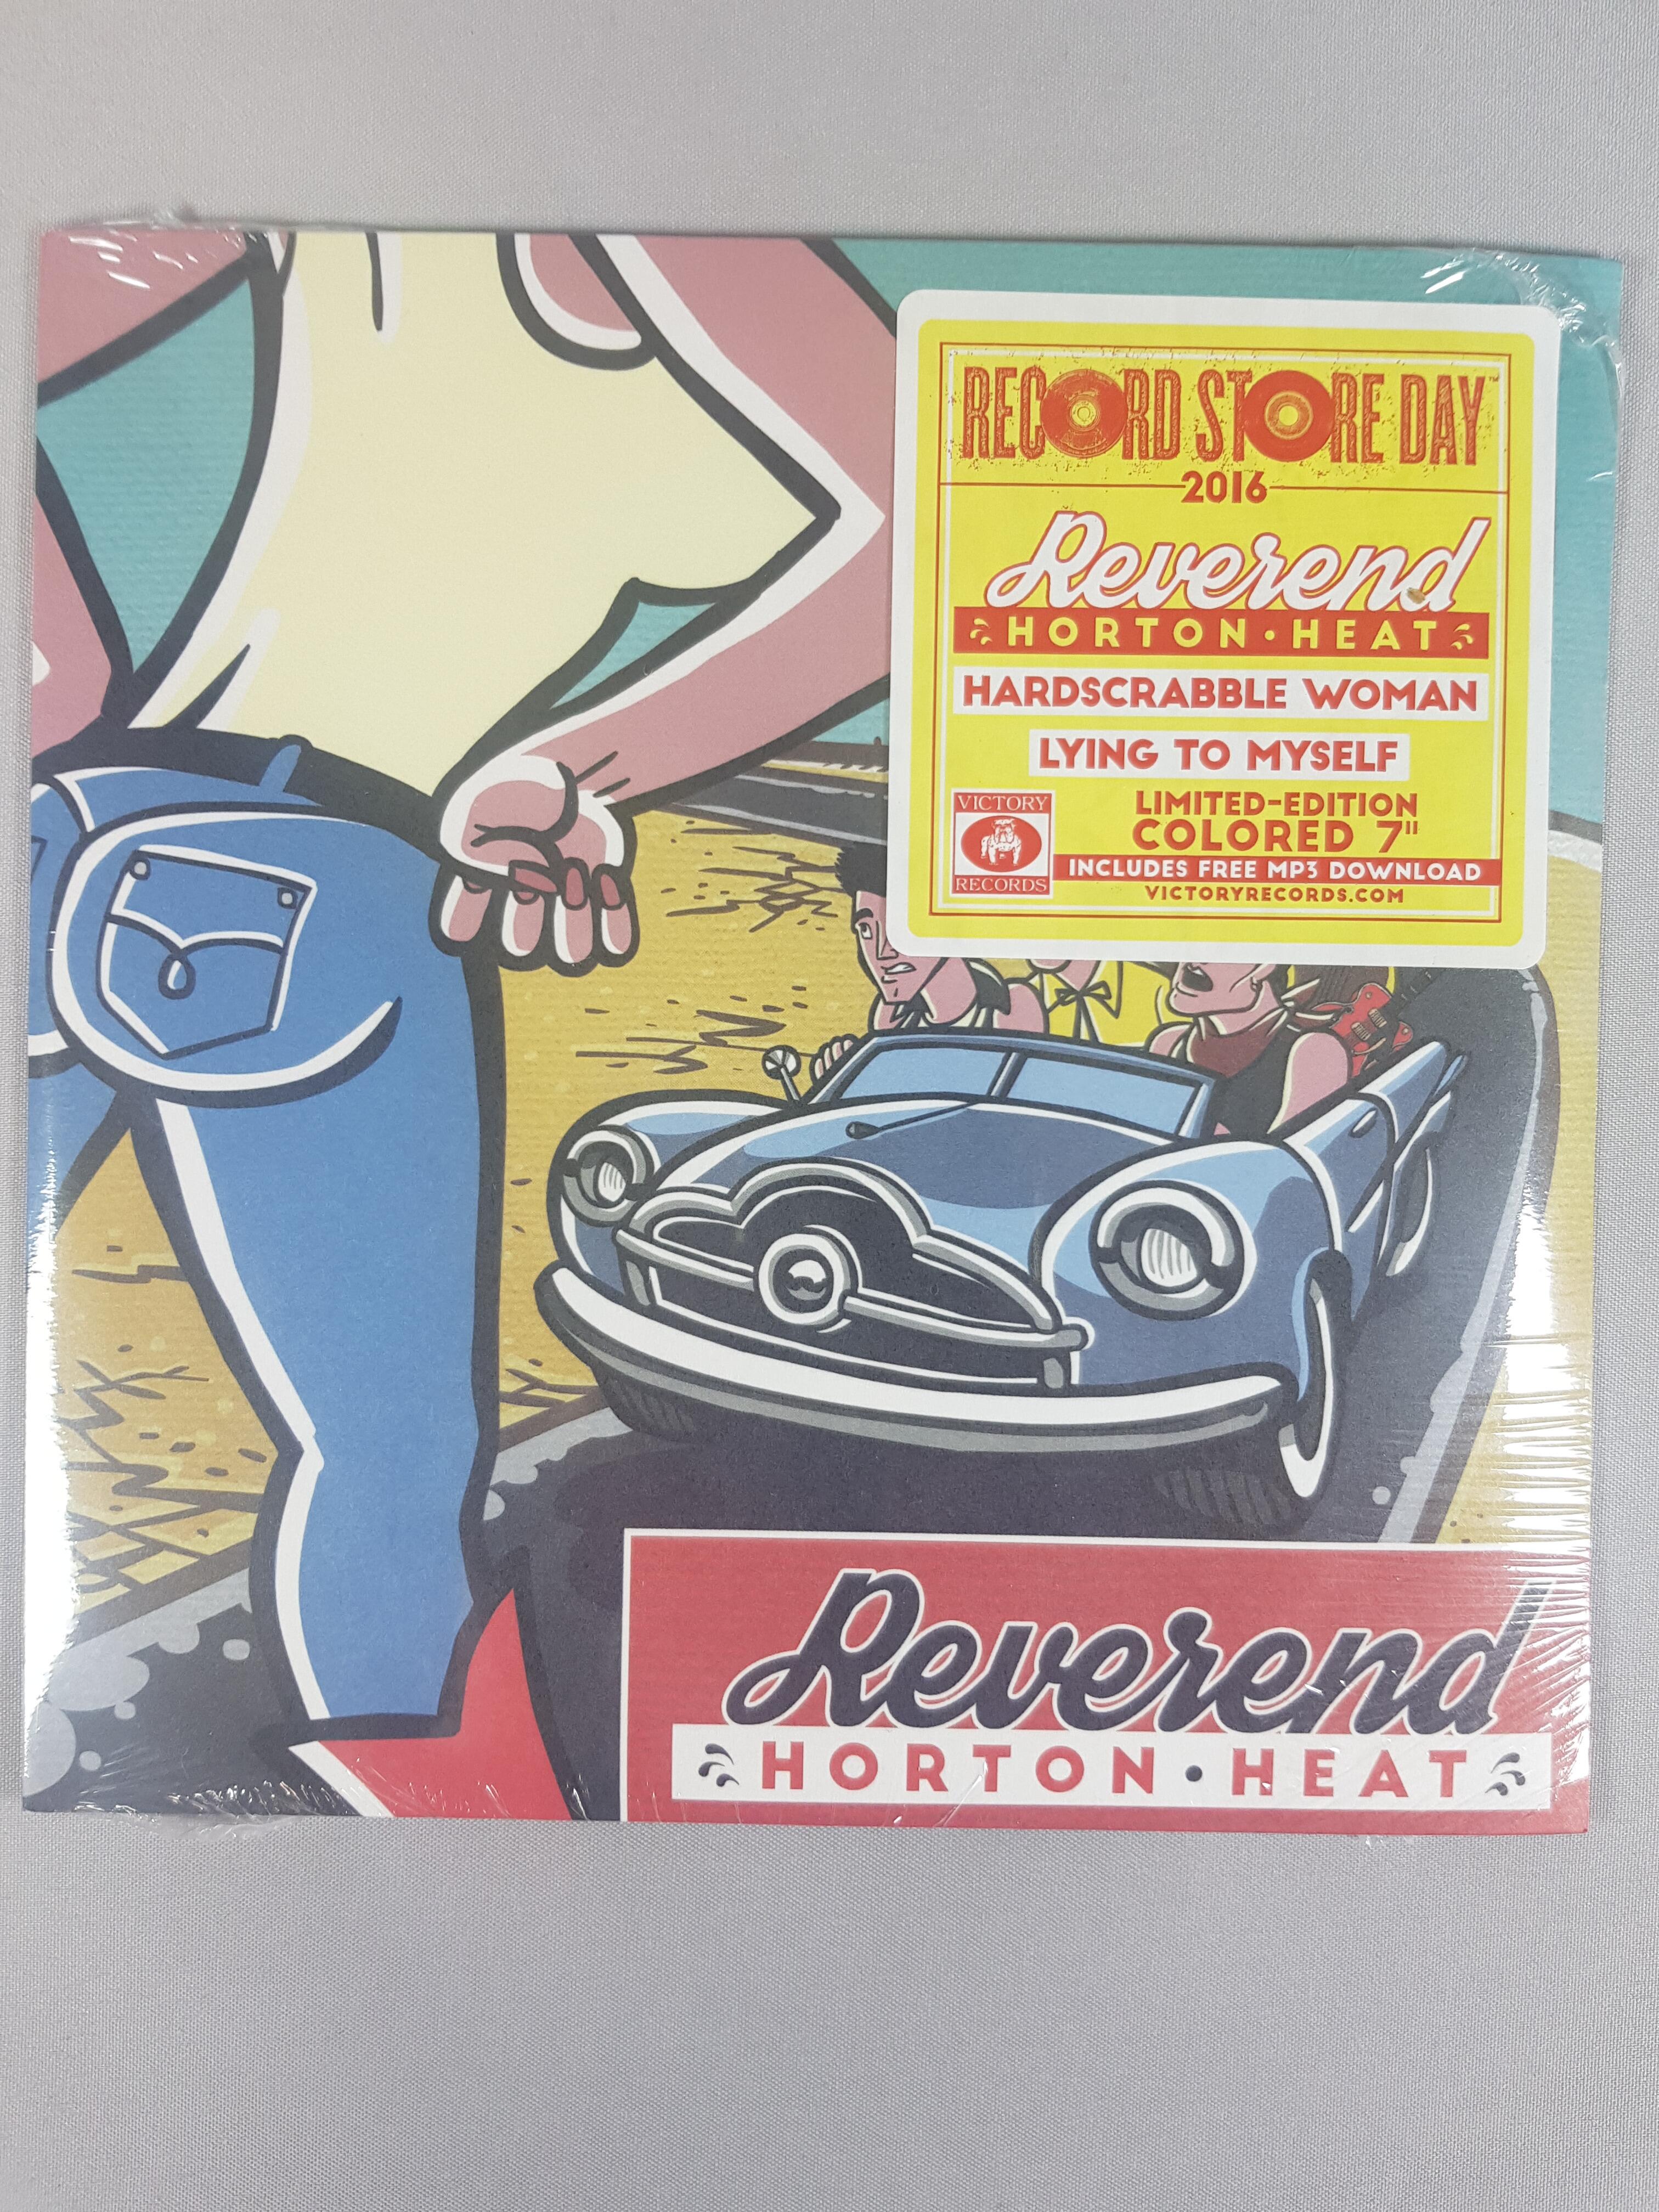 RECORD STORE DAY™
2016
Reverend
HORTON • HEAT
HARDSCRABBLE WOMAN
LYING TO MYSELF
VICTORY
RECORDS
LIMITED-EDITION
COLORED 7"
INCLUDES FREE MP3 DOWNLOAD
VICTORYRECORDS.COM
Reverend
HORTON • HEAT